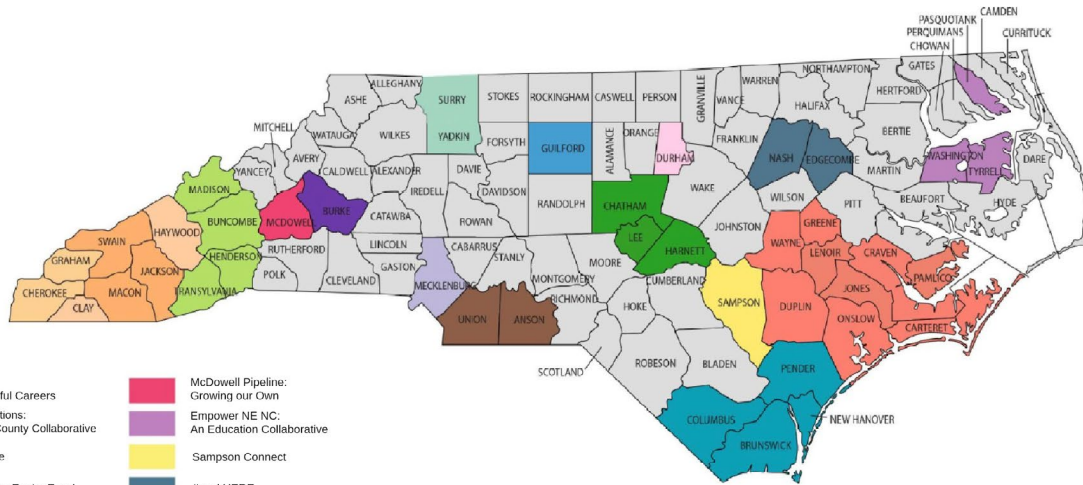 CAMDEN
PASQUOTANK
PERQUIMANS
CURRITUCK
CHOWAN
ALLEGHANY
ASHE
SURRY
STOKES
ROCKINGHAM
CASWELL
PERSON
GRANVILLE
VANCE
WARREN
NORTHAMPTON
GATES
HERTFORD
HALIFAX
MITCHELL
WATAUGA
WILKES
YADKIN
FORSYTH
GUILFORD
ALAMANCE
ORANGE
DURHAM
FRANKLIN
NASH
EDGECOMBE
BERTIE
MARTIN
WASHINGTON
TYRRELL
DARE
AVERY
YANCEY
CALDWELL
ALEXANDER
DAVIE
IREDELL
DAVIDSON
RANDOLPH
CHATHAM
WAKE
WILSON
PITT
BEAUFORT
HYDE
MADISON
BUNCOMBE
MCDOWELL
BURKE
CATAWBA
ROWAN
JOHNSTON
GREENE
HAYWOOD
SWAIN
GRAHAM
JACKSON
HENDERSON
RUTHERFORD
POLK
CLEVELAND
LINCOLN
GASTON
CABARRUS
STANLY
MONTGOMERY
MOORE
LEE
HARNETT
WAYNE
LENOIR
CRAVEN
PAMLICO
CHEROKEE
CLAY
MACON
TRANSYLVANIA
MECKLENBURG
UNION
ANSON
RICHMOND
HOKE
CUMBERLAND
SAMPSON
DUPLIN
JONES
ONSLOW
CARTERET
SCOTLAND
ROBESON
BLADEN
PENDER
COLUMBUS
BRUNSWICK
NEW HANOVER
ful Careers
tions:
County Collaborative
e
McDowell Pipeline:
Growing our Own
Empower NE NC:
An Education Collaborative
Sampson Connect